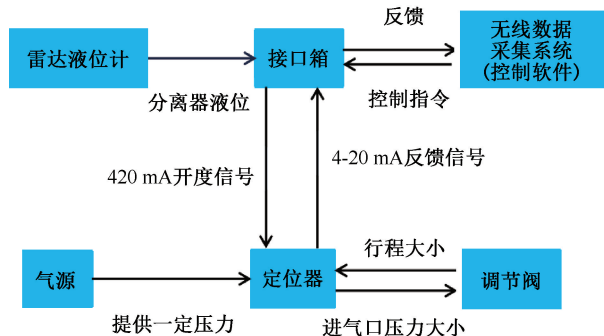 反馈
雷达液位计
接口箱
无线数据
采集系统
(控制软件)
分离器液位
控制指令
420 mA开度信号
4-20 mA反馈信号
行程大小
气源
定位器
调节阀
提供一定压力
进气口压力大小